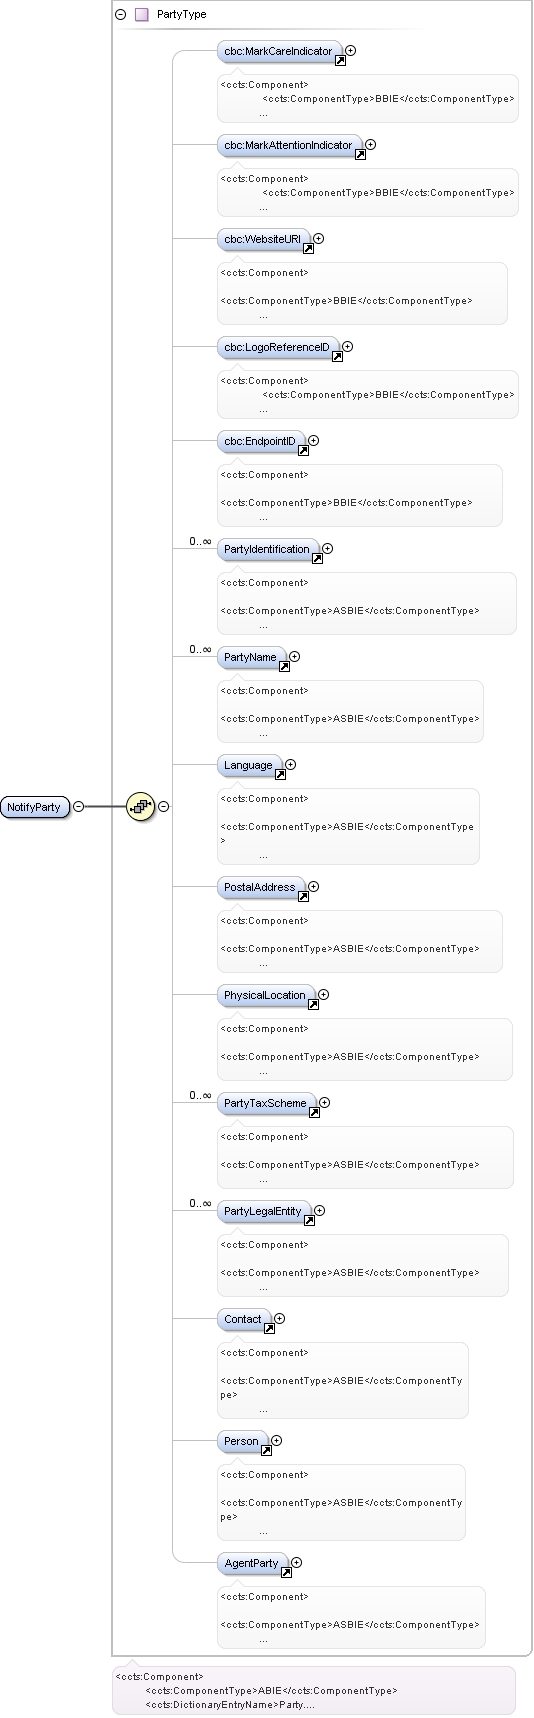 PartyType
cbc:MarkCareIndicator
<ccts:Component>
<ccts:ComponentType>BBIE</ccts:ComponentType>
...
cbc:MarkAttentionIndicator
<ccts:Component>
<ccts:ComponentType>BBIE</ccts:ComponentType>
...
cbc:WebsiteURI
<ccts:Component>
<ccts:ComponentType>BBIE</ccts:ComponentType>
...
cbc:LogoReferenceID
<ccts:Component>
<ccts:ComponentType>BBIE</ccts:ComponentType>
...
cbc:EndpointID
<ccts:Component>
<ccts:ComponentType>BBIE</ccts:ComponentType>
...
0..∞
PartyIdentification
<ccts:Component>
<ccts:ComponentType>ASBIE</ccts:ComponentType>
...
0..∞
PartyName
<ccts:Component>
<ccts:ComponentType>ASBIE</ccts:ComponentType>
...
Language
<ccts:Component>
<ccts:ComponentType>ASBIE</ccts:ComponentType
>
...
NotifyParty
PostalAddress
<ccts:Component>
<ccts:ComponentType>ASBIE</ccts:ComponentType>
...
PhysicalLocation
<ccts:Component>
<ccts:ComponentType>ASBIE</ccts:ComponentType>
...
0..∞
PartyTaxScheme
<ccts:Component>
<ccts:ComponentType>ASBIE</ccts:ComponentType>
...
0..∞
PartyLegalEntity
<ccts:Component>
<ccts:ComponentType>ASBIE</ccts:ComponentType>
...
Contact
<ccts:Component>
<ccts:ComponentType>ASBIE</ccts:ComponentTy
pe>
...
Person
<ccts:Component>
<ccts:ComponentType>ASBIE</ccts:ComponentTy
pe>
...
AgentParty
<ccts:Component>
<ccts:ComponentType>ASBIE</ccts:ComponentType>
...
<ccts:Component>
<ccts:ComponentType>ABIE</ccts:ComponentType>
<ccts:DictionaryEntryName>Party....